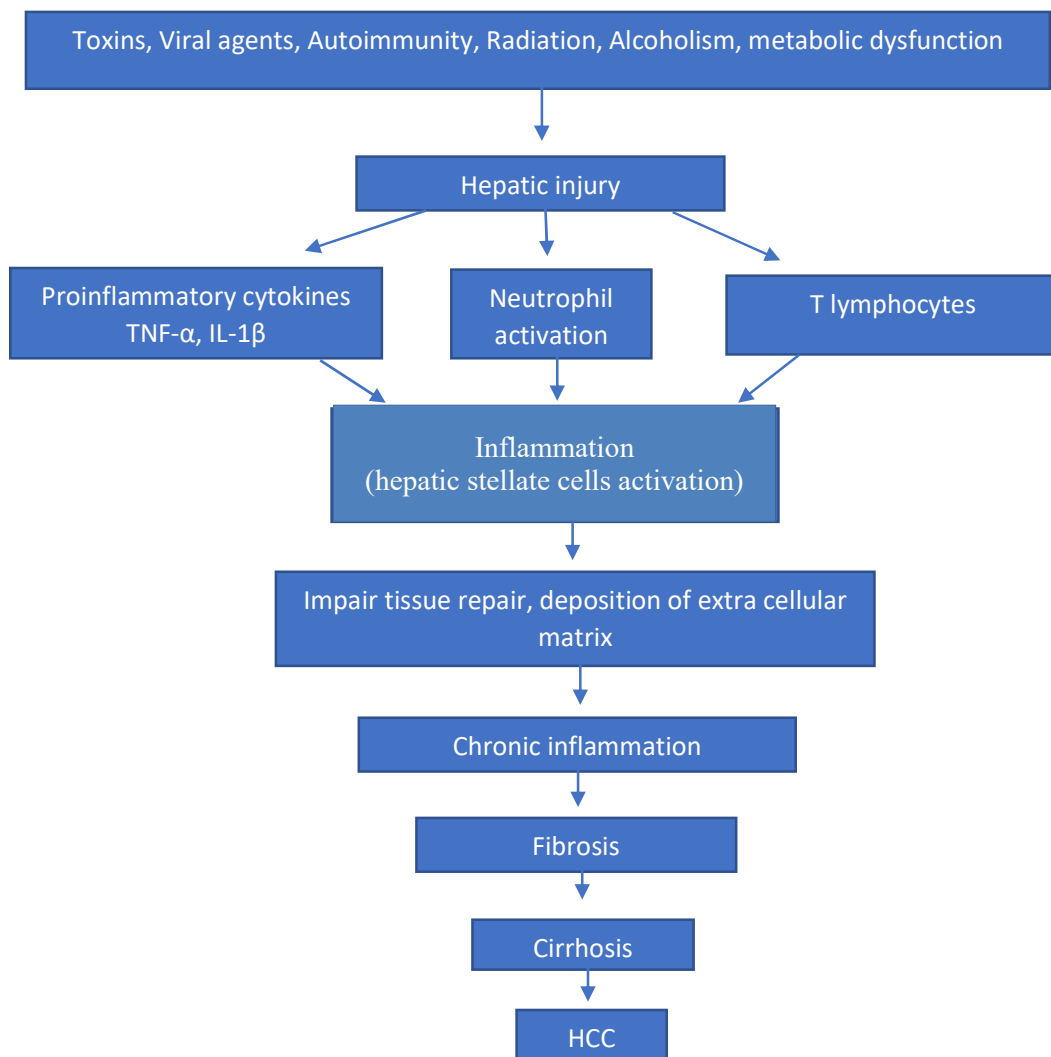 Toxins, Viral agents, Autoimmunity, Radiation, Alcoholism, metabolic dysfunction
Hepatic injury
Proinflammatory cytokines
TNF-α, IL-1β
Neutrophil
activation
T lymphocytes
Inflammation
(hepatic stellate cells activation)
Impair tissue repair, deposition of extra cellular
matrix
Chronic inflammation
Fibrosis
Cirrhosis
HCC